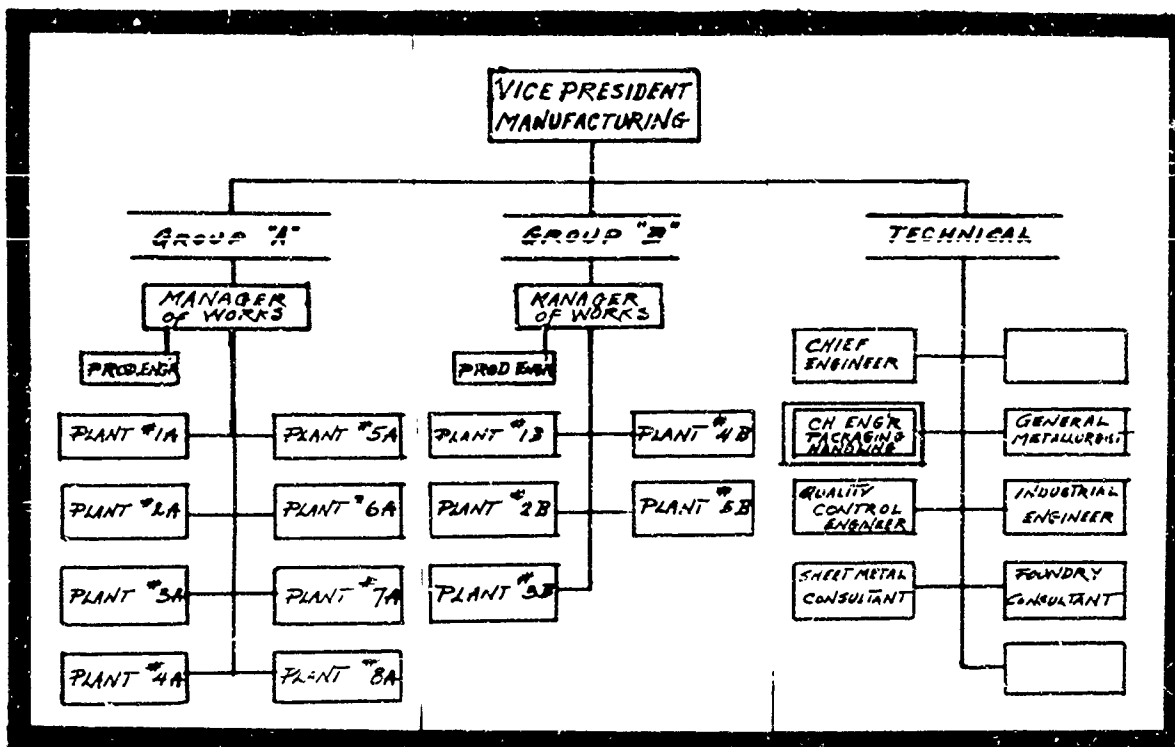 VICE PRESIDENT
MANUFACTURING
GROUP "A"
GROUP "B"
TECHNICAL
MANAGER
OF WORKS
MANAGER
OF WORKS
PROD.ENGR
PROD ENGR
CHIEF
ENGINEER
PLANT #1A
PLANT #5A
PLANT #1B
PLANT #4B
CH ENG'R
PACKAGING
HANDLING
GENERAL
METALLURGIST
PLANT #2A
PLANT #6A
PLANT #2B
PLANT #5B
QUALITY
CONTROL
ENGINEER
INDUSTRIAL
ENGINEER
PLANT #3A
PLANT #7A
PLANT #3B
SHEET METAL
CONSULTANT
FOUNDRY
CONSULTANT
PLANT #4A
PLANT #8A